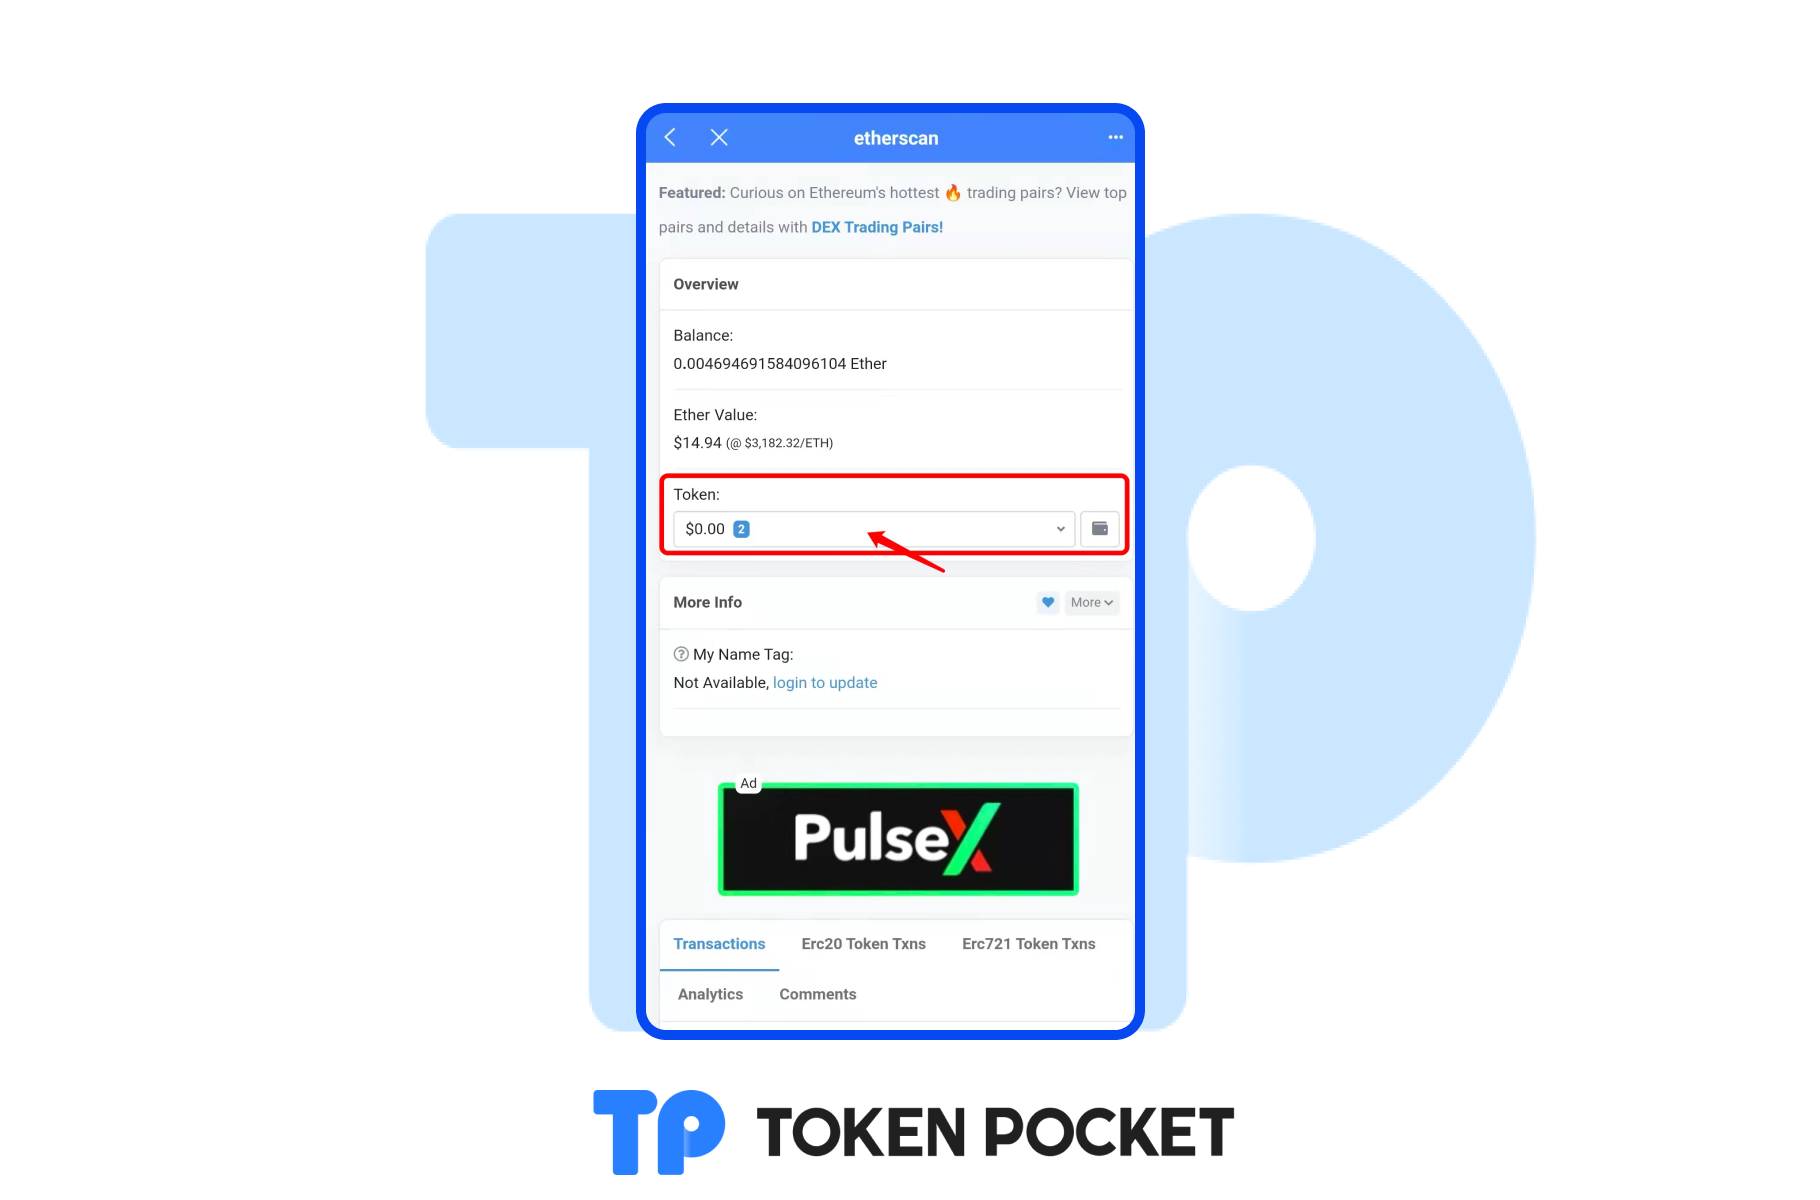 etherscan
Featured: Curious on Ethereum's hottest 🔥 trading pairs? View top
pairs and details with DEX Trading Pairs!
Overview
Balance:
0.004694691584096104 Ether
Ether Value:
$14.94 (@ $3,182.32/ETH)
Token:
$0.00 2
More Info
More
My Name Tag:
Not Available, login to update
Ad
PulseX
Transactions Erc20 Token Txns Erc721 Token Txns
Analytics Comments
TP TOKEN POCKET